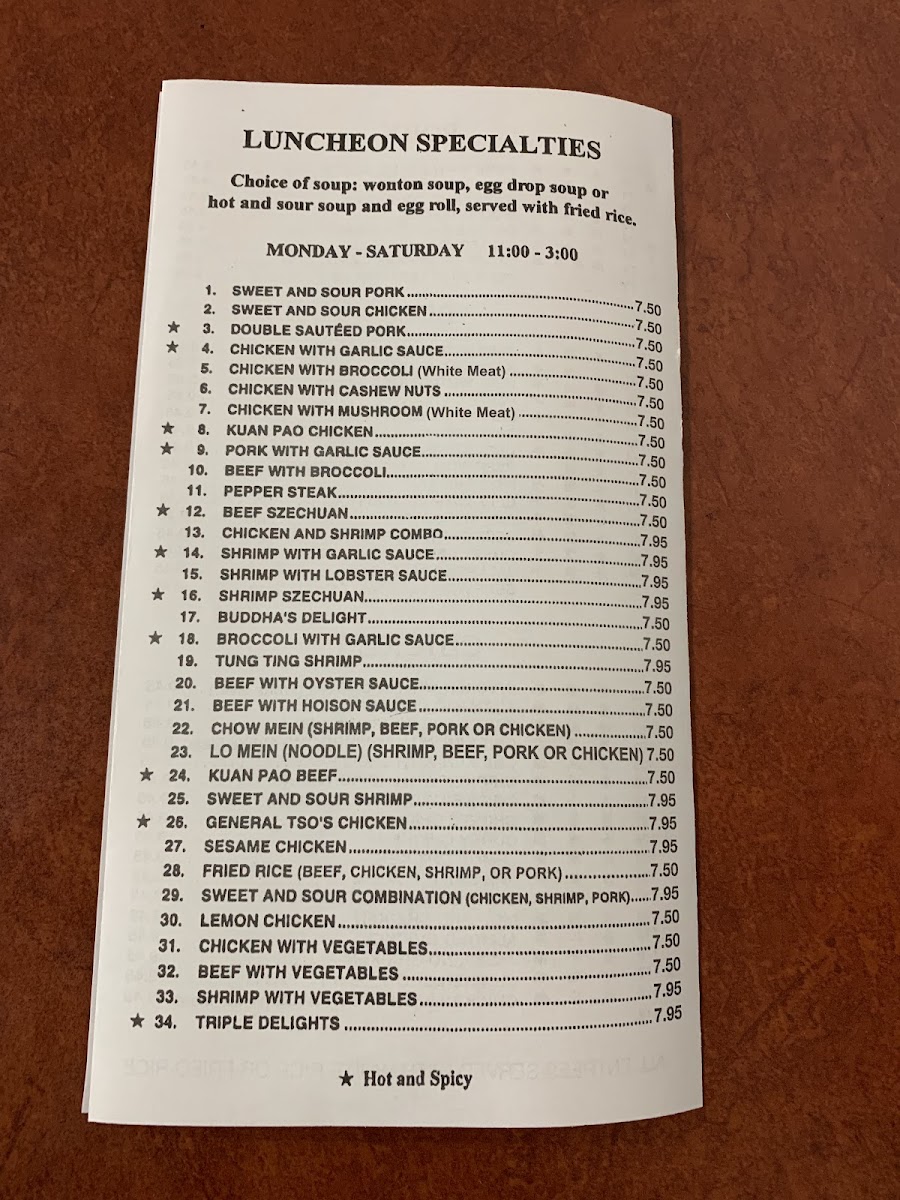 LUNCHEON SPECIALTIES
Choice of soup: wonton soup, egg drop soup or
hot and sour soup and egg roll, served with fried rice.
MONDAY - SATURDAY 11:00 - 3:00
1. SWEET AND SOUR PORK 7.50
2. SWEET AND SOUR CHICKEN 7.50
★ 3. DOUBLE SAUTÉED PORK 7.50
★ 4. CHICKEN WITH GARLIC SAUCE 7.50
5. CHICKEN WITH BROCCOLI (White Meat) 7.50
6. CHICKEN WITH CASHEW NUTS 7.50
7. CHICKEN WITH MUSHROOM (White Meat) 7.50
★ 8. KUAN PAO CHICKEN 7.50
★ 9. PORK WITH GARLIC SAUCE 7.50
10. BEEF WITH BROCCOLI 7.50
11. PEPPER STEAK 7.50
★ 12. BEEF SZECHUAN 7.50
13. CHICKEN AND SHRIMP COMBO 7.95
★ 14. SHRIMP WITH GARLIC SAUCE 7.95
15. SHRIMP WITH LOBSTER SAUCE 7.95
★ 16. SHRIMP SZECHUAN 7.95
17. BUDDHA'S DELIGHT 7.50
★ 18. BROCCOLI WITH GARLIC SAUCE 7.50
19. TUNG TING SHRIMP 7.95
20. BEEF WITH OYSTER SAUCE 7.50
21. BEEF WITH HOISON SAUCE 7.50
22. CHOW MEIN (SHRIMP, BEEF, PORK OR CHICKEN) 7.50
23. LO MEIN (NOODLE) (SHRIMP, BEEF, PORK OR CHICKEN) 7.50
★ 24. KUAN PAO BEEF 7.50
25. SWEET AND SOUR SHRIMP 7.95
★ 26. GENERAL TSO'S CHICKEN 7.95
27. SESAME CHICKEN 7.95
28. FRIED RICE (BEEF, CHICKEN, SHRIMP, OR PORK) 7.50
29. SWEET AND SOUR COMBINATION (CHICKEN, SHRIMP, PORK) 7.95
30. LEMON CHICKEN 7.50
31. CHICKEN WITH VEGETABLES 7.50
32. BEEF WITH VEGETABLES 7.50
33. SHRIMP WITH VEGETABLES 7.95
★ 34. TRIPLE DELIGHTS 7.95
★ Hot and Spicy